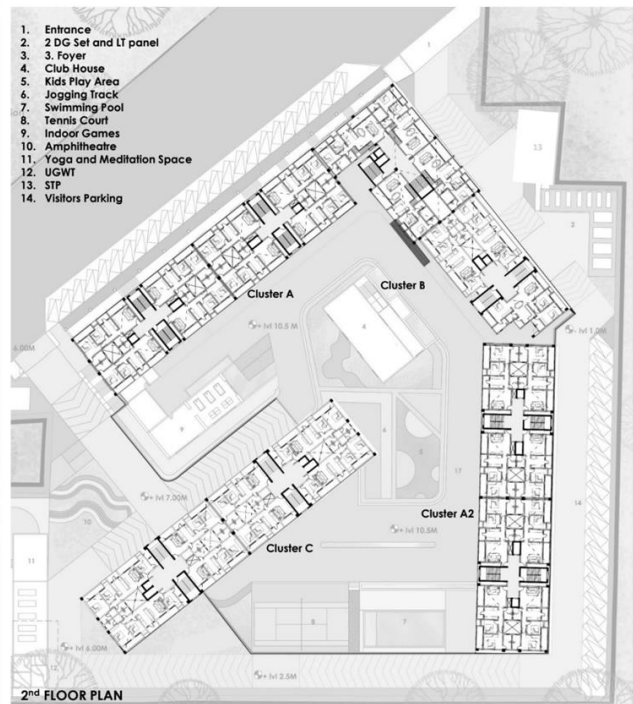 1. Entrance
2. 2 DG Set and LT panel
3. 3. Foyer
4. Club House
5. Kids Play Area
6. Jogging Track
7. Swimming Pool
8. Tennis Court
9. Indoor Games
10. Amphitheatre
11. Yoga and Meditation Space
12. UGWT
13. STP
14. Visitors Parking
1
13
2
Cluster A
Cluster B
+ lvl 10.5 M
4
- lvl 1.0M
6.00M
9
17
14
+ lvl 7.00M
10
Cluster A2
+ lvl 10.5M
11
Cluster C
8
7
12
+ lvl 6.00M
+ lvl 2.5M
2nd FLOOR PLAN